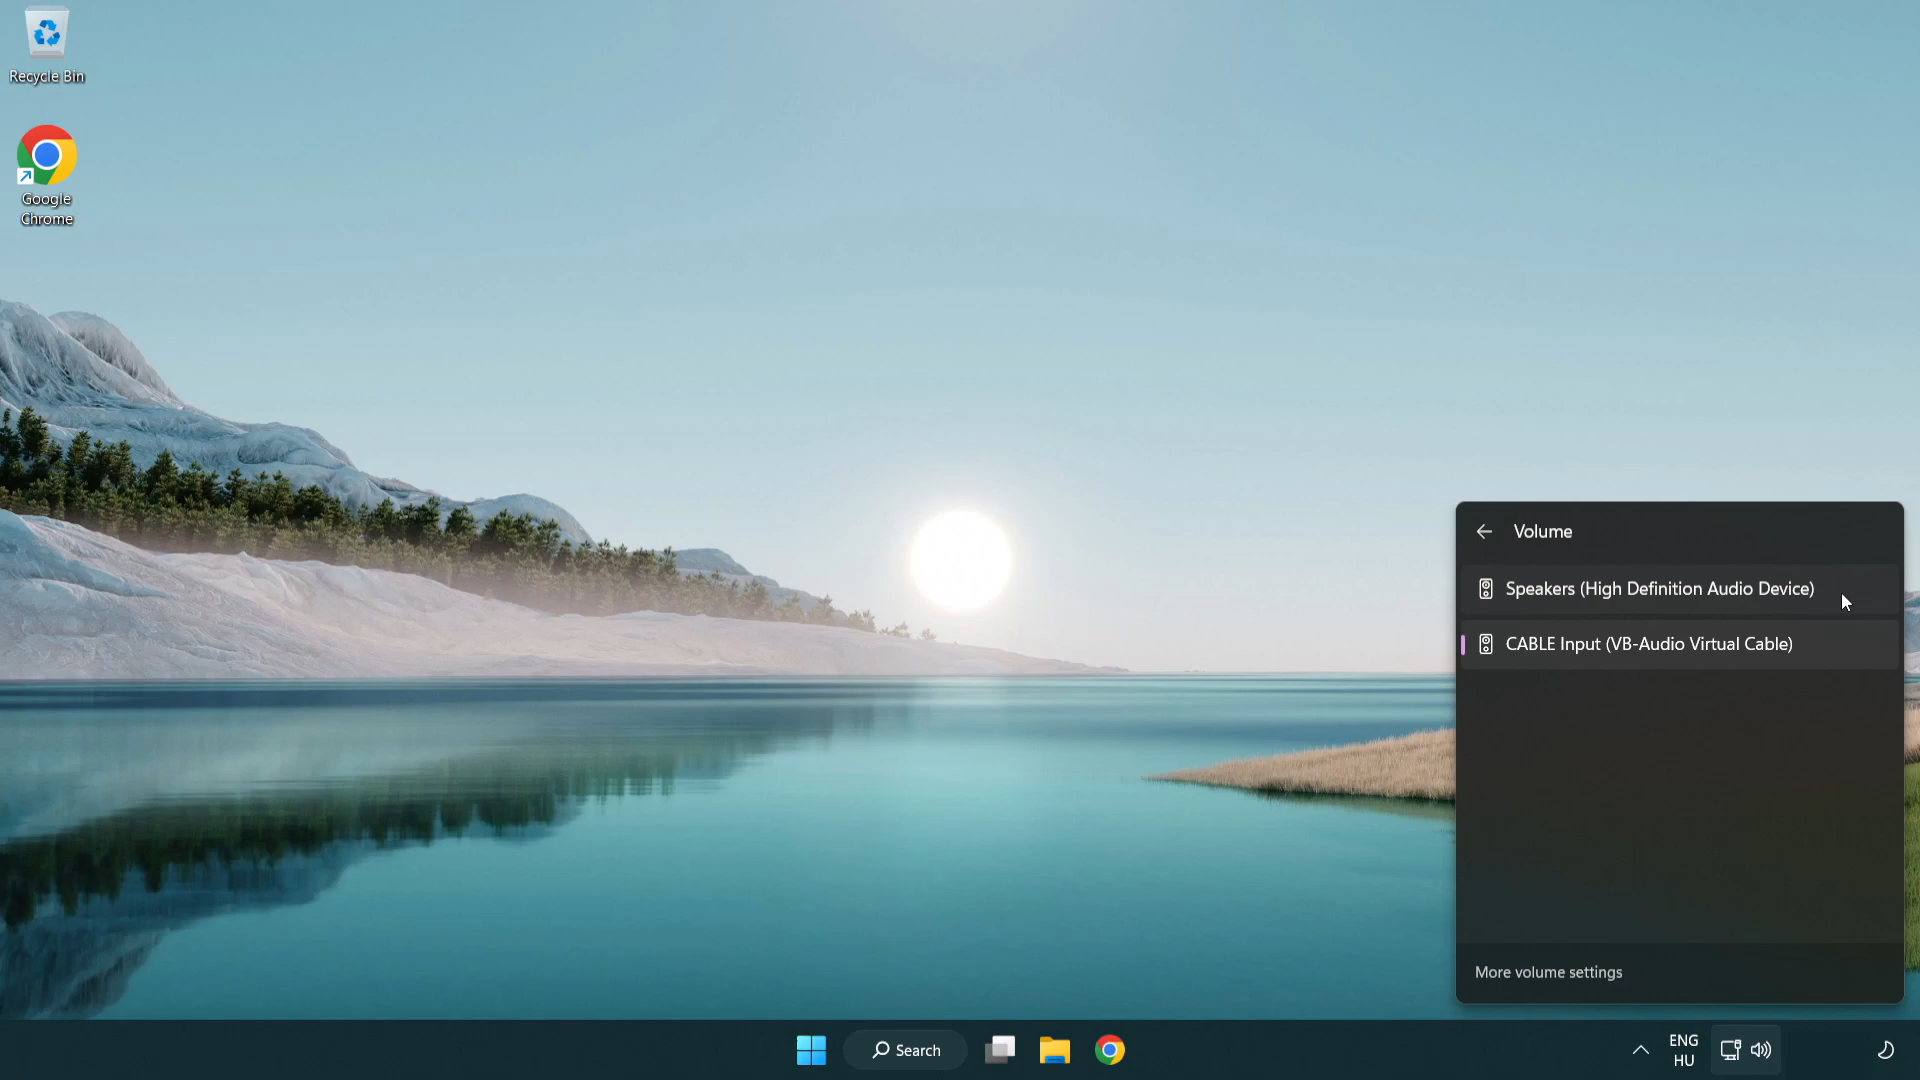 Recycle Bin
Google
Chrome
Volume
Speakers (High Definition Audio Device)
CABLE Input (VB-Audio Virtual Cable)
More volume settings
Search
ENG
HU